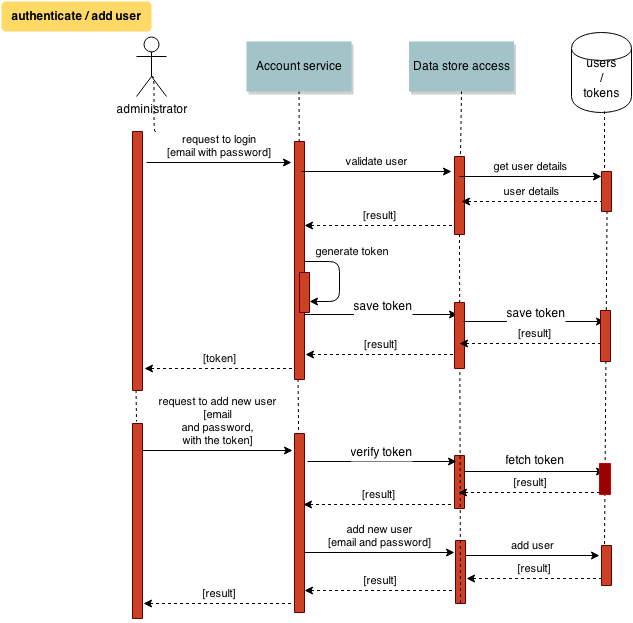 authenticate / add user
administrator
Account service
Data store access
users
/
tokens
request to login
[email with password]
validate user
get user details
user details
[result]
generate token
save token
save token
[result]
[result]
[token]
request to add new user
[email
and password,
with the token]
verify token
fetch token
[result]
[result]
add new user
[email and password]
add user
[result]
[result]
[result]